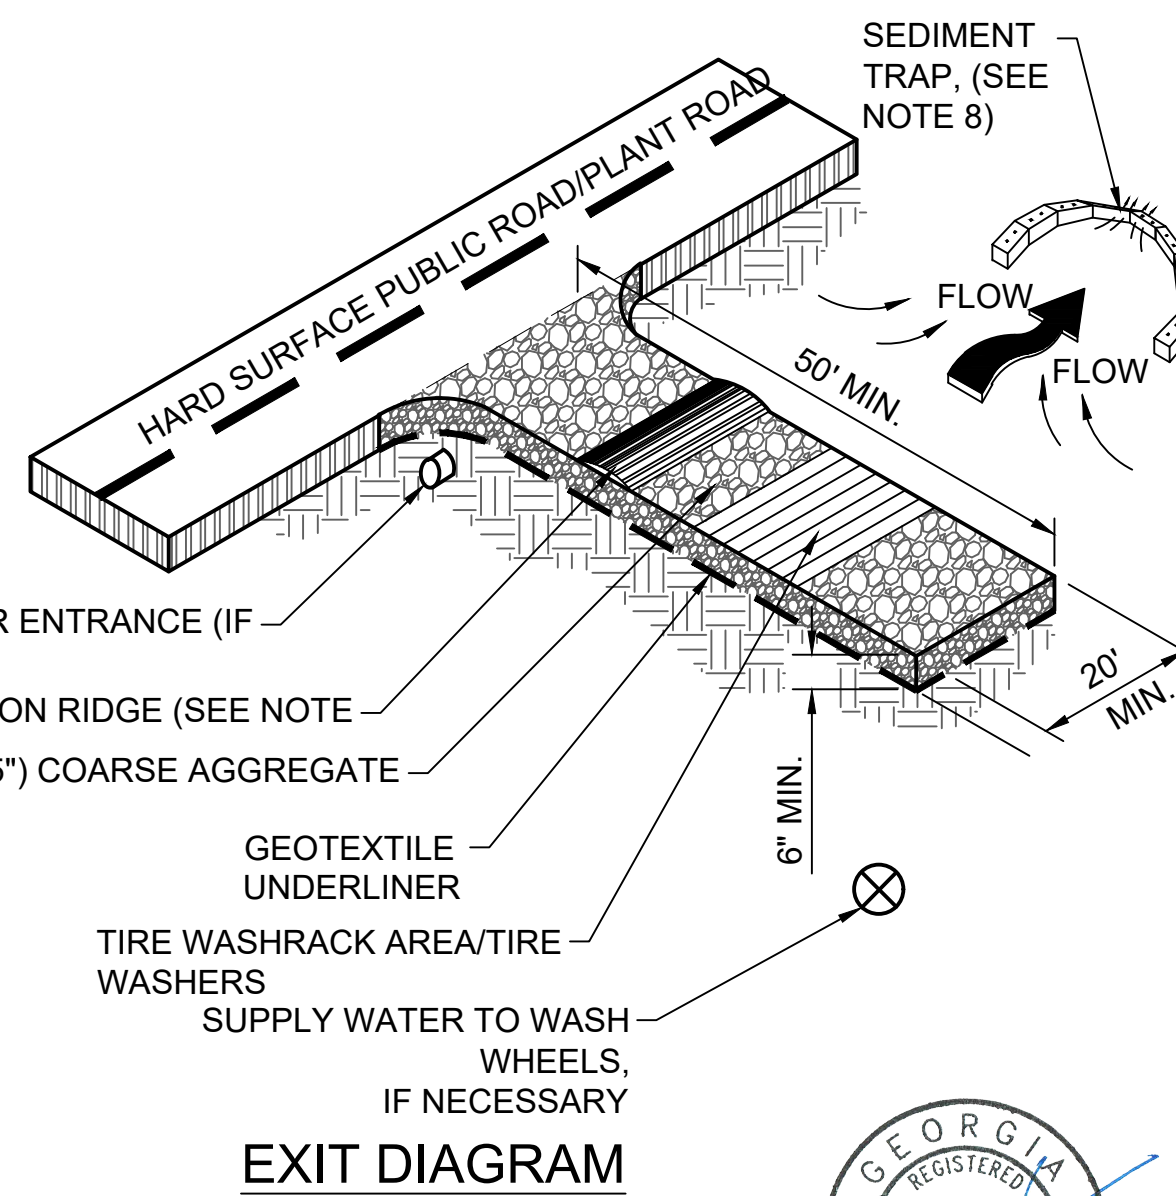 SEDIMENT
TRAP, (SEE
NOTE 8)
HARD SURFACE PUBLIC ROAD/PLANT ROAD
FLOW
FLOW
50' MIN.
20'
MIN.
6" MIN.
R ENTRANCE (IF
ON RIDGE (SEE NOTE
5") COARSE AGGREGATE
GEOTEXTILE
UNDERLINER
TIRE WASHRACK AREA/TIRE
WASHERS
SUPPLY WATER TO WASH
WHEELS,
IF NECESSARY
EXIT DIAGRAM
GEORGIA
REGISTERED